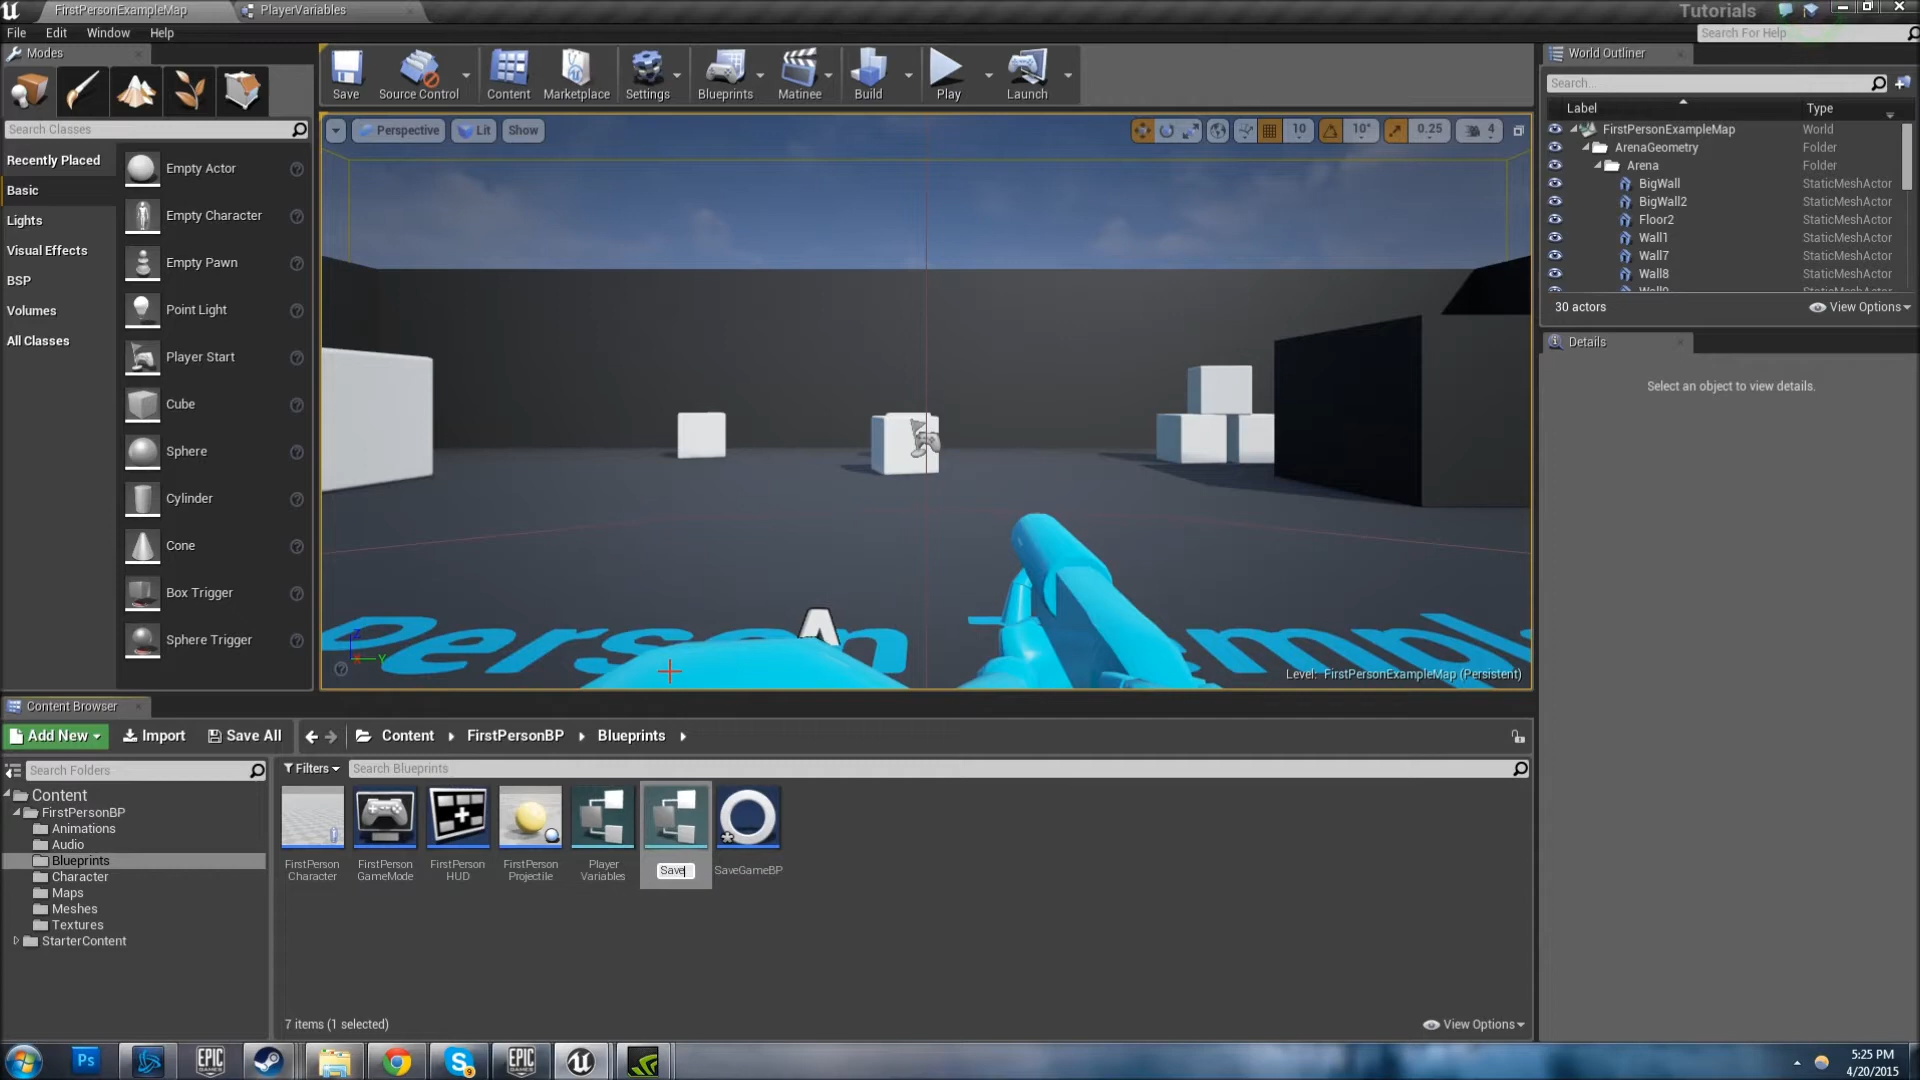 FirstPersonExampleMap
PlayerVariables
Tutorials
File Edit Window Help
Search For Help
Modes
Save
Source Control
Content
Marketplace
Settings
Blueprints
Matinee
Build
Play
Launch
World Outliner
Search...
Label Type
FirstPersonExampleMap World
ArenaGeometry Folder
Arena Folder
BigWall StaticMeshActor
BigWall2 StaticMeshActor
Floor2 StaticMeshActor
Wall1 StaticMeshActor
Wall7 StaticMeshActor
Wall8 StaticMeshActor
30 actors
View Options
Details
Select an object to view details.
Search Classes
Recently Placed
Basic
Lights
Visual Effects
BSP
Volumes
All Classes
Empty Actor
Empty Character
Empty Pawn
Point Light
Player Start
Cube
Sphere
Cylinder
Cone
Box Trigger
Sphere Trigger
Perspective
Lit
Show
10
10°
0.25
4
Person
Z
X
Y
Level: FirstPersonExampleMap (Persistent)
Content Browser
Add New
Import
Save All
Content
FirstPersonBP
Blueprints
Search Folders
Filters
Search Blueprints
Content
FirstPersonBP
Animations
Audio
Blueprints
Character
Maps
Meshes
Textures
StarterContent
FirstPerson
Character
FirstPerson
GameMode
FirstPerson
HUD
FirstPerson
Projectile
Player
Variables
Save
SaveGameBP
7 items (1 selected)
View Options
Ps
EPIC
GAMES
EPIC
GAMES
9
5:25 PM
4/20/2015